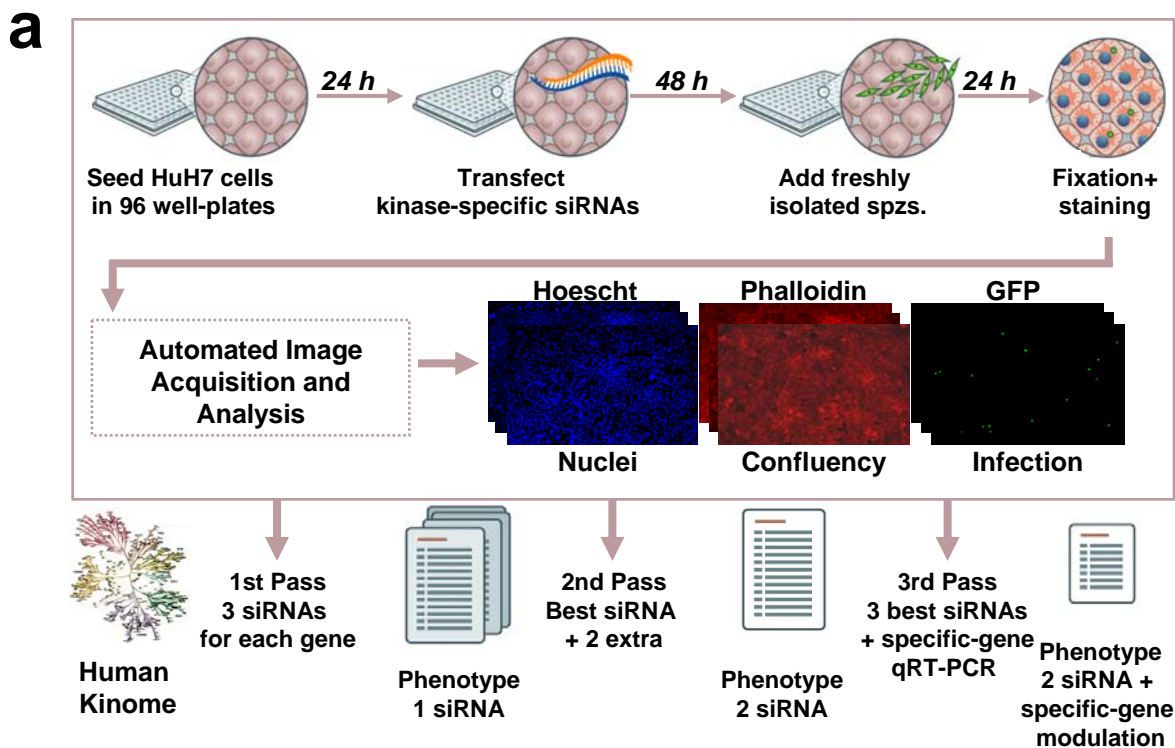 a
24 h
48 h
24 h
Seed HuH7 cells
in 96 well-plates
Transfect
kinase-specific siRNAs
Add freshly
isolated spzs.
Fixation+
staining
Automated Image
Acquisition and
Analysis
Hoescht
Phalloidin
GFP
Nuclei
Confluency
Infection
Human
Kinome
1st Pass
3 siRNAs
for each gene
Phenotype
1 siRNA
2nd Pass
Best siRNA
+ 2 extra
Phenotype
2 siRNA
3rd Pass
3 best siRNAs
+ specific-gene
qRT-PCR
Phenotype
2 siRNA +
specific-gene
modulation